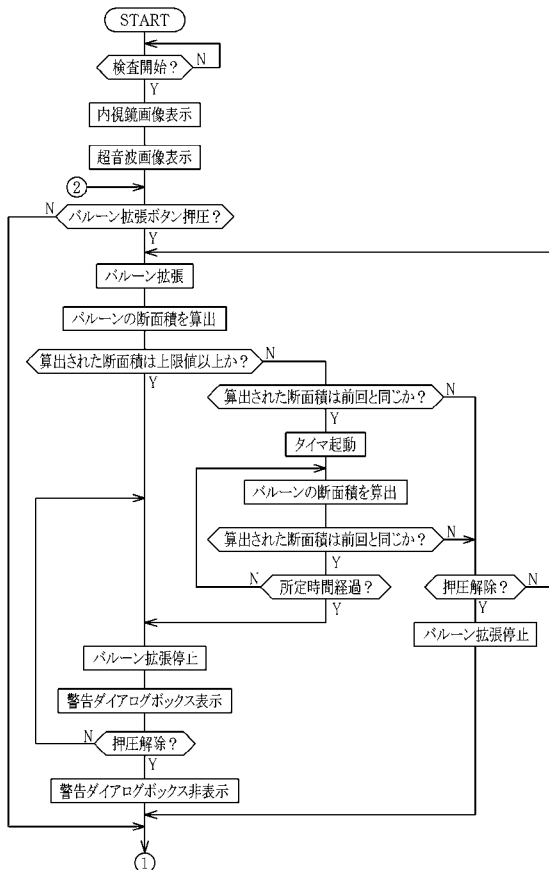 START
検査開始？
N
Y
内視鏡画像表示
超音波画像表示
②
N
バルーン拡張ボタン押圧？
Y
バルーン拡張
バルーンの断面積を算出
算出された断面積は上限値以上か？
N
Y
算出された断面積は前回と同じか？
N
Y
タイマ起動
バルーンの断面積を算出
算出された断面積は前回と同じか？
N
Y
N
所定時間経過？
Y
押圧解除？
N
Y
バルーン拡張停止
バルーン拡張停止
警告ダイアログボックス表示
N
押圧解除？
Y
警告ダイアログボックス非表示
①